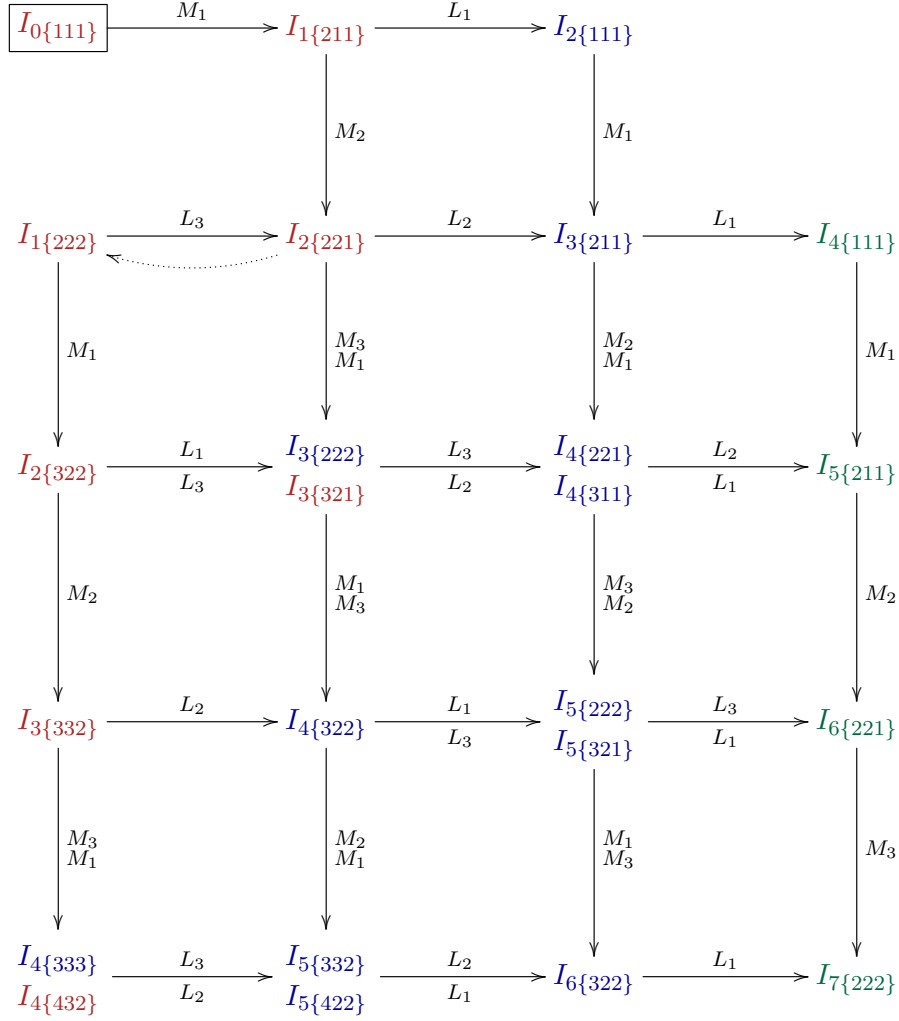 M₁ L₁
I₀{111} I₁{211} I₂{111}
M₂ M₁
L₃ L₂ L₁
I₁{222} I₂{221} I₃{211} I₄{111}
M₁ M₃ M₁ M₂ M₁ M₁
L₁ L₃ L₂
I₃{222} I₄{221}
I₂{322} I₅{211}
I₃{321} I₄{311}
L₃ L₂ L₁
M₂ M₁ M₃ M₃ M₂ M₂
L₂ L₁ L₃
I₅{222}
I₃{332} I₄{322} I₆{221}
I₅{321}
L₃ L₁
M₃ M₂ M₁ M₃
M₁ M₁ M₃
L₃ L₂ L₁
I₄{333} I₅{332}
I₆{322} I₇{222}
I₄{432} I₅{422}
L₂ L₁